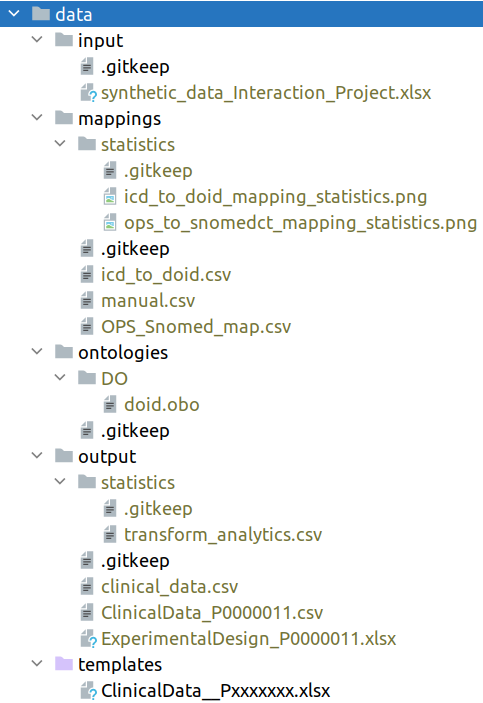 data
input
.gitkeep
synthetic_data_Interaction_Project.xlsx
mappings
statistics
.gitkeep
icd_to_doid_mapping_statistics.png
ops_to_snomedct_mapping_statistics.png
.gitkeep
icd_to_doid.csv
manual.csv
OPS_Snomed_map.csv
ontologies
DO
doid.obo
.gitkeep
output
statistics
.gitkeep
transform_analytics.csv
.gitkeep
clinical_data.csv
ClinicalData_P0000011.csv
ExperimentalDesign_P0000011.xlsx
templates
ClinicalData__Pxxxxxxx.xlsx